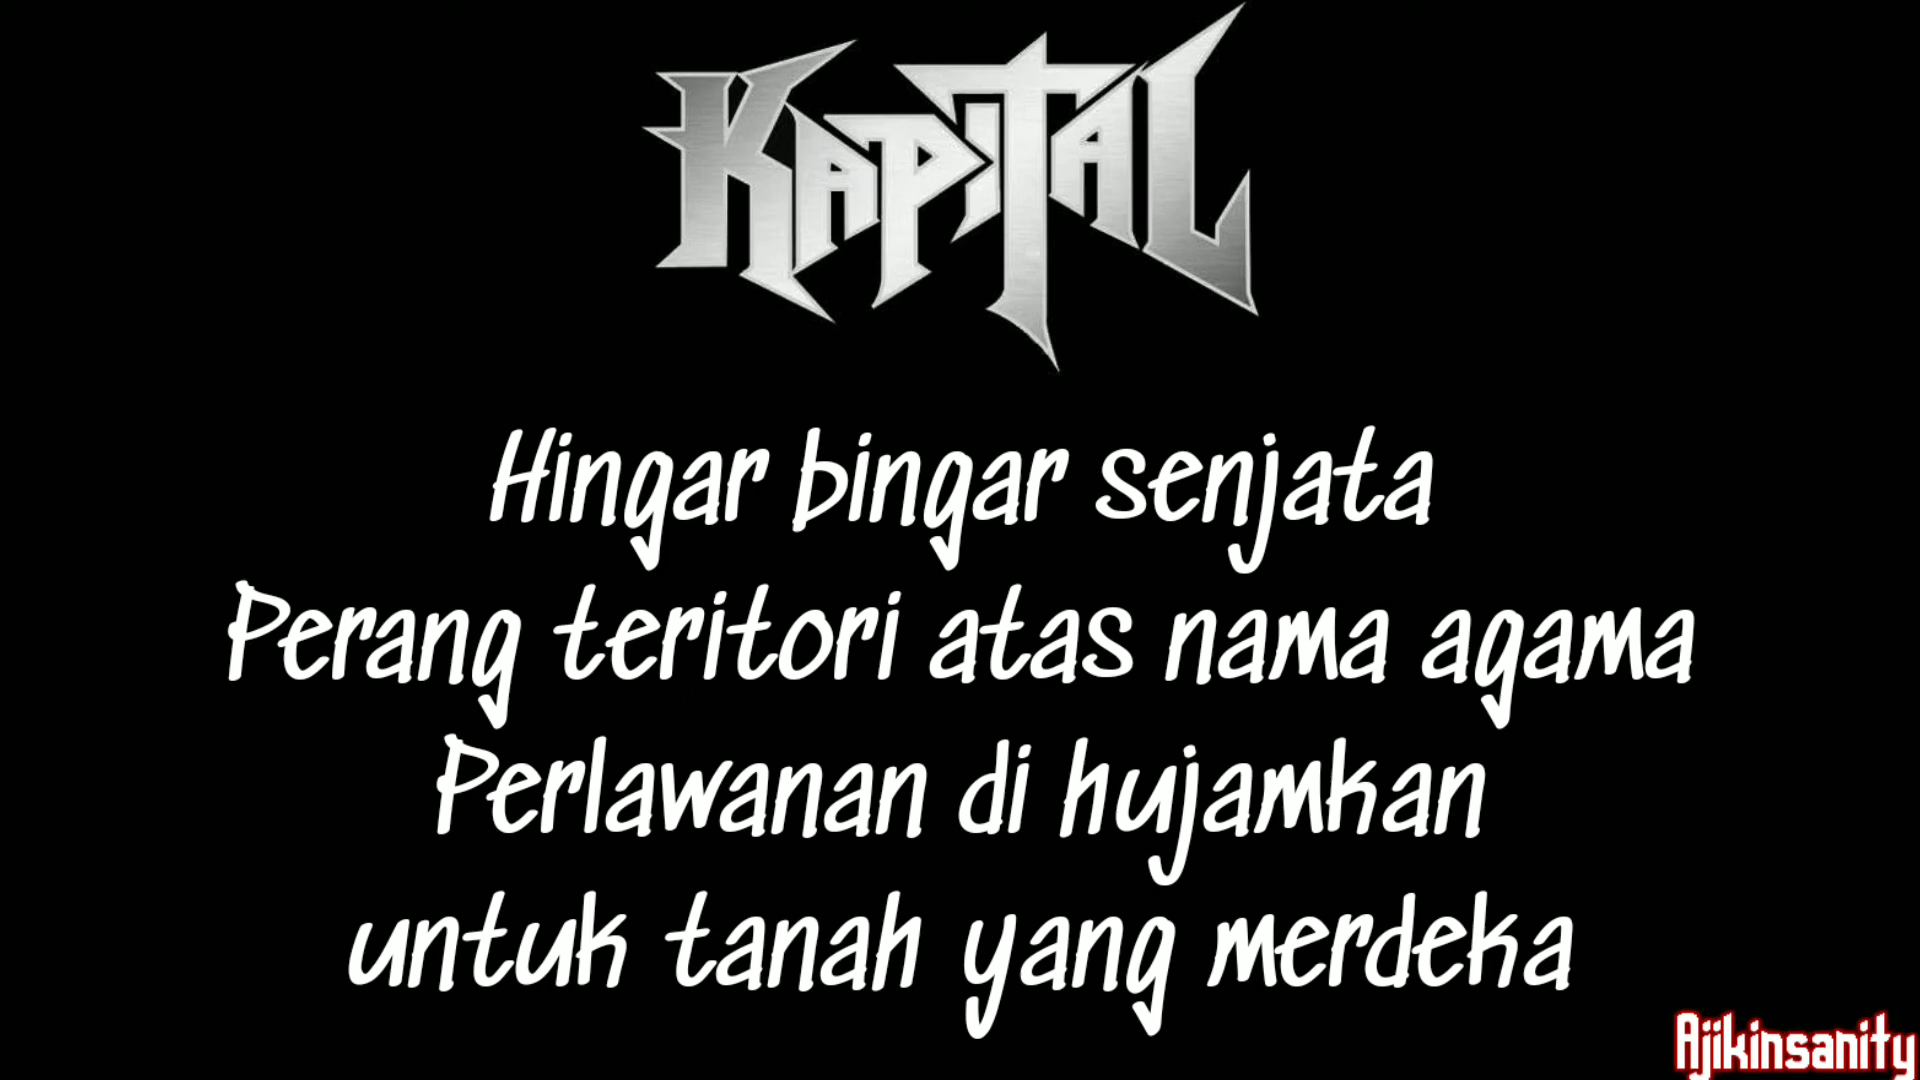 KAPITAL
Hingar bingar senjata
Perang teritori atas nama agama
Perlawanan di hujamkan
untuk tanah yang merdeka
Ajikinsanity